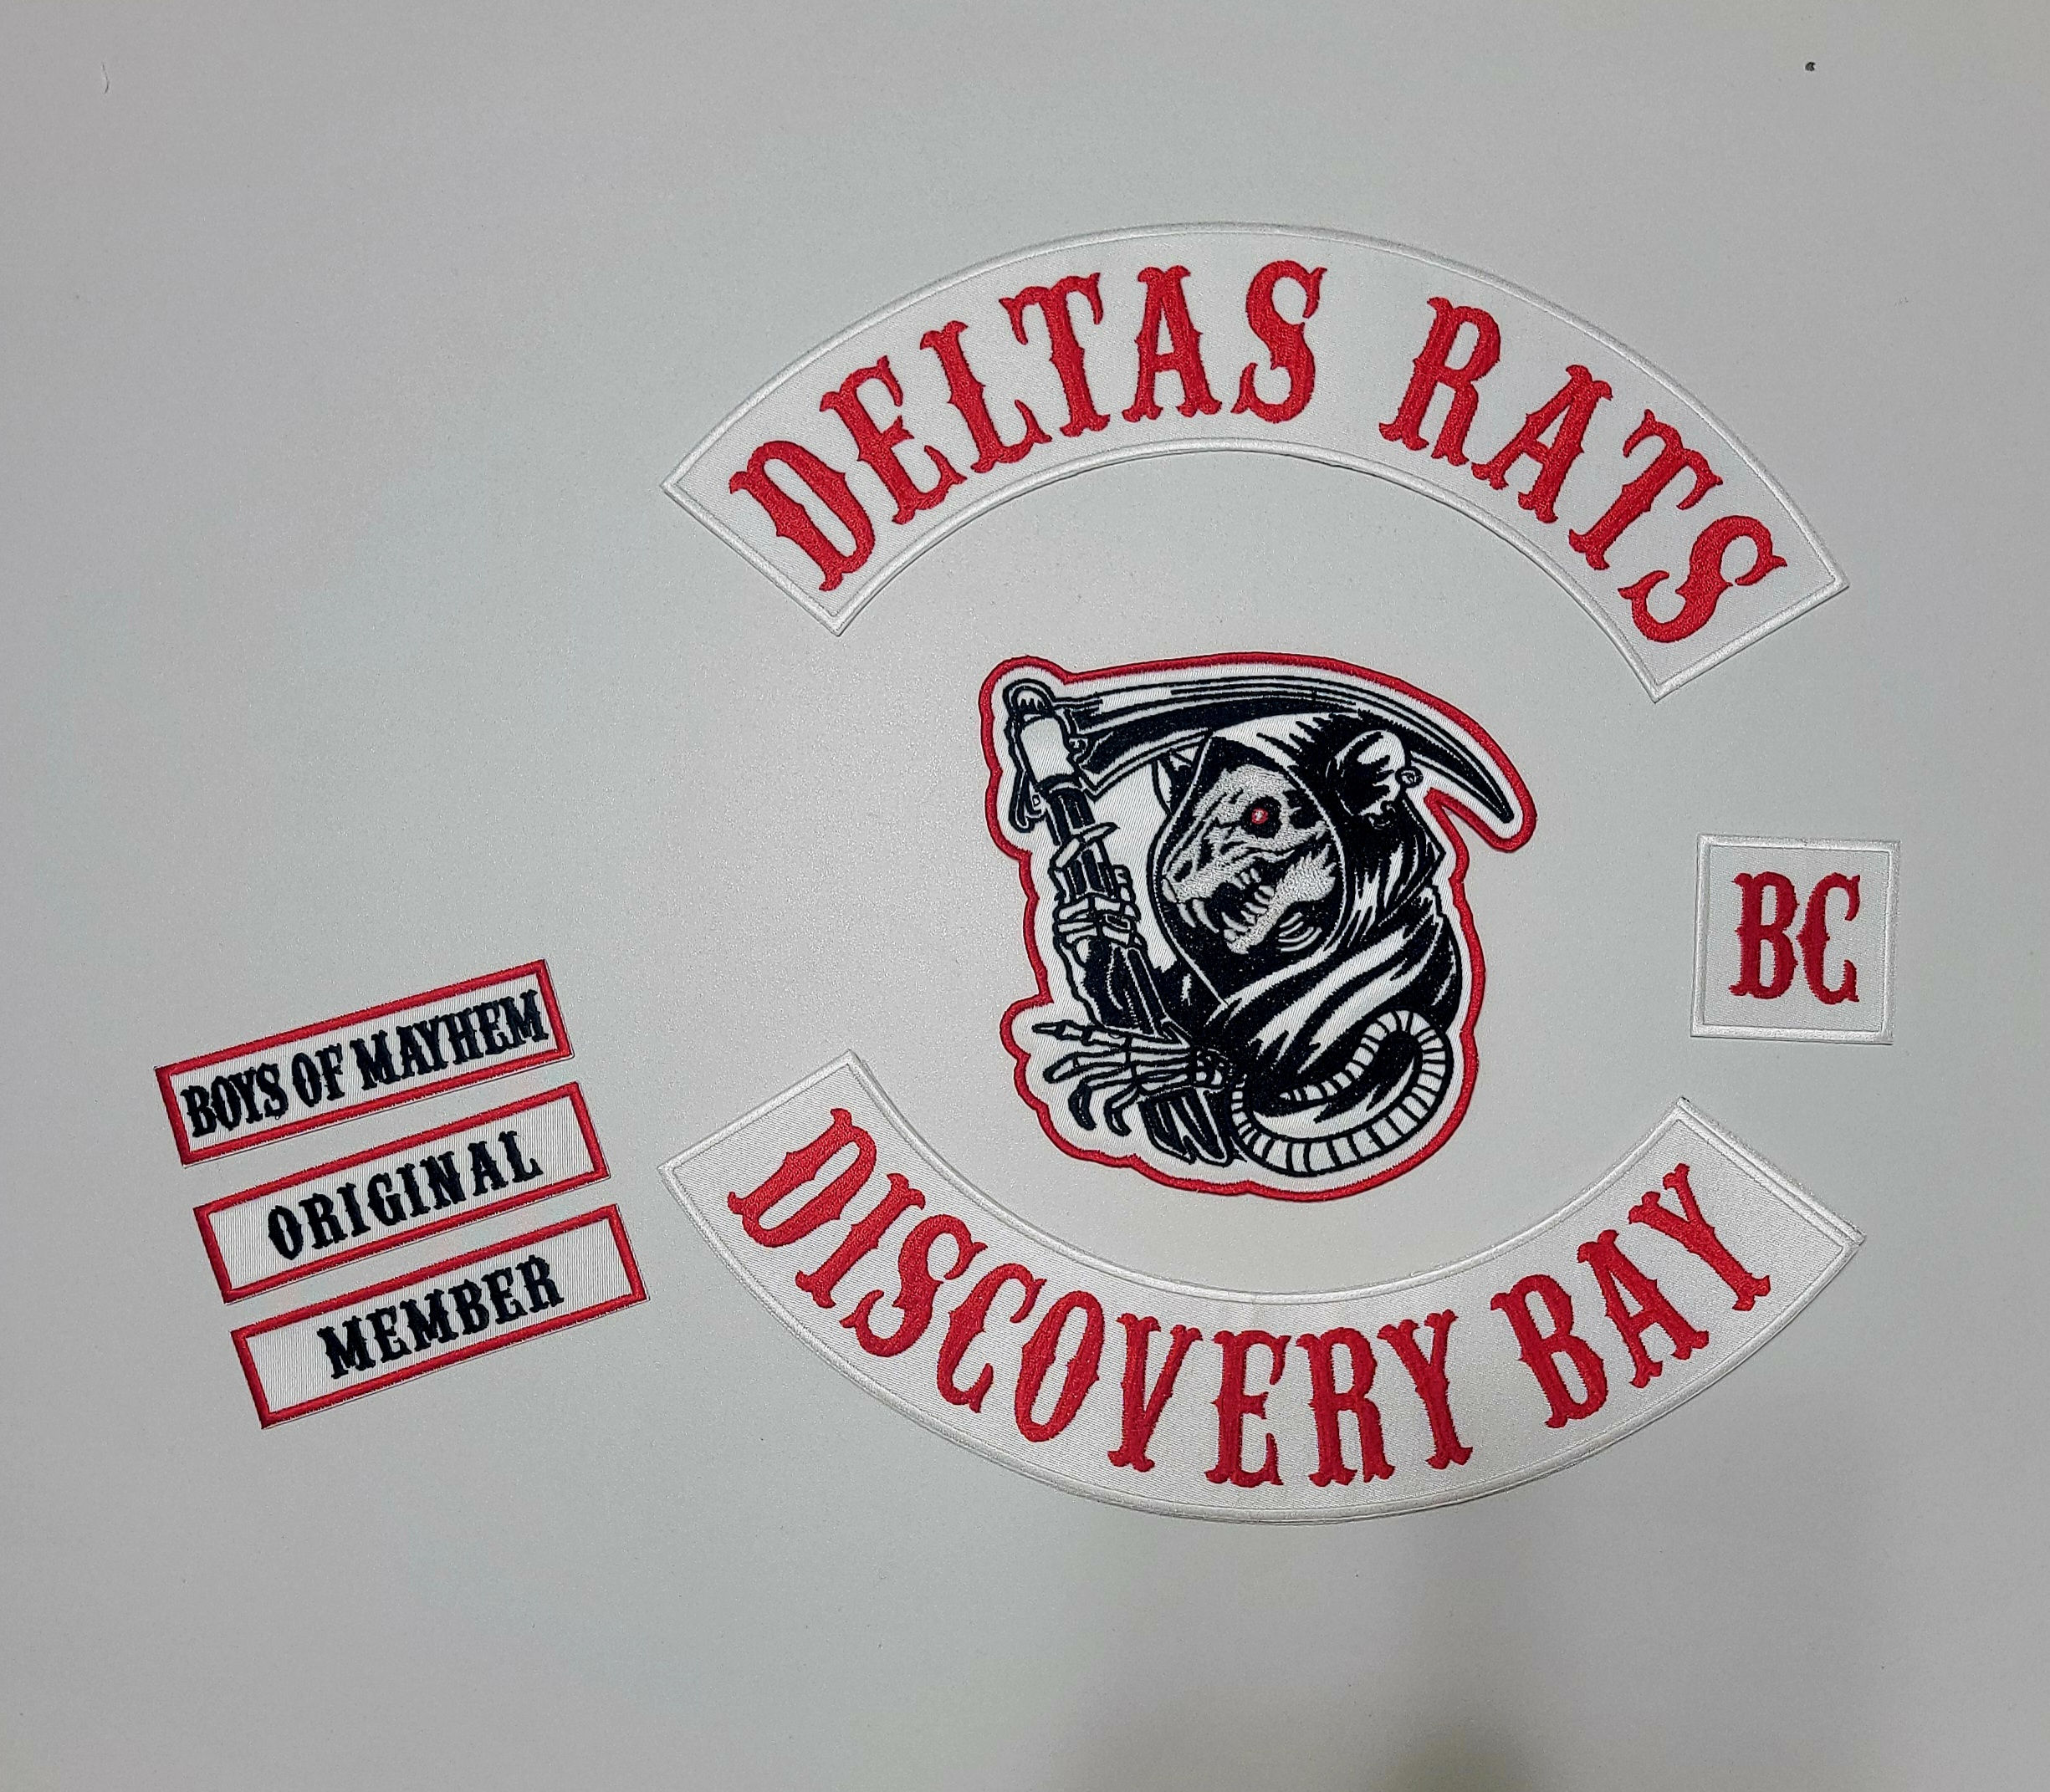 DELTAS RATS
BC
DISCOVERY BAY
BOYS OF MAYHEM
ORIGINAL
MEMBER